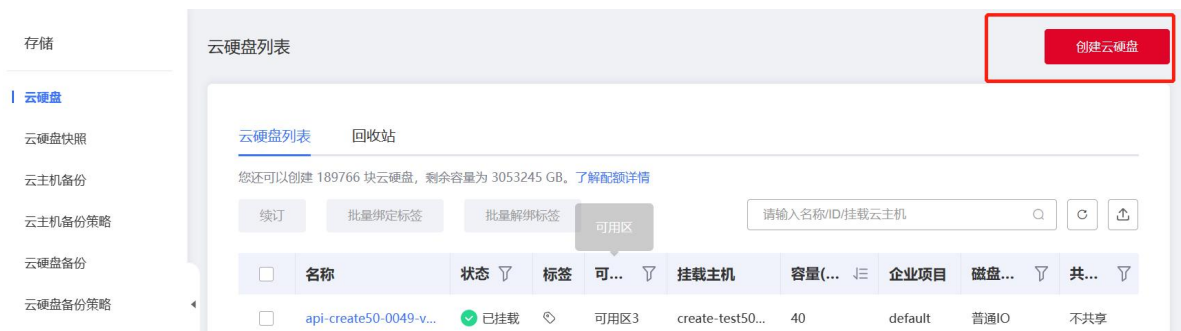 存储
云硬盘
云硬盘快照
云主机备份
云主机备份策略
云硬盘备份
云硬盘备份策略
云硬盘列表
创建云硬盘
云硬盘列表 回收站
您还可以创建 189766 块云硬盘，剩余容量为 3053245 GB。了解配额详情
续订 批量绑定标签 批量解绑标签 可用区 请输入名称/ID/挂载云主机
名称 状态 标签 可... 挂载主机 容量(... 企业项目 磁盘... 共...
api-create50-0049-v... 已挂载 可用区3 create-test50... 40 default 普通IO 不共享